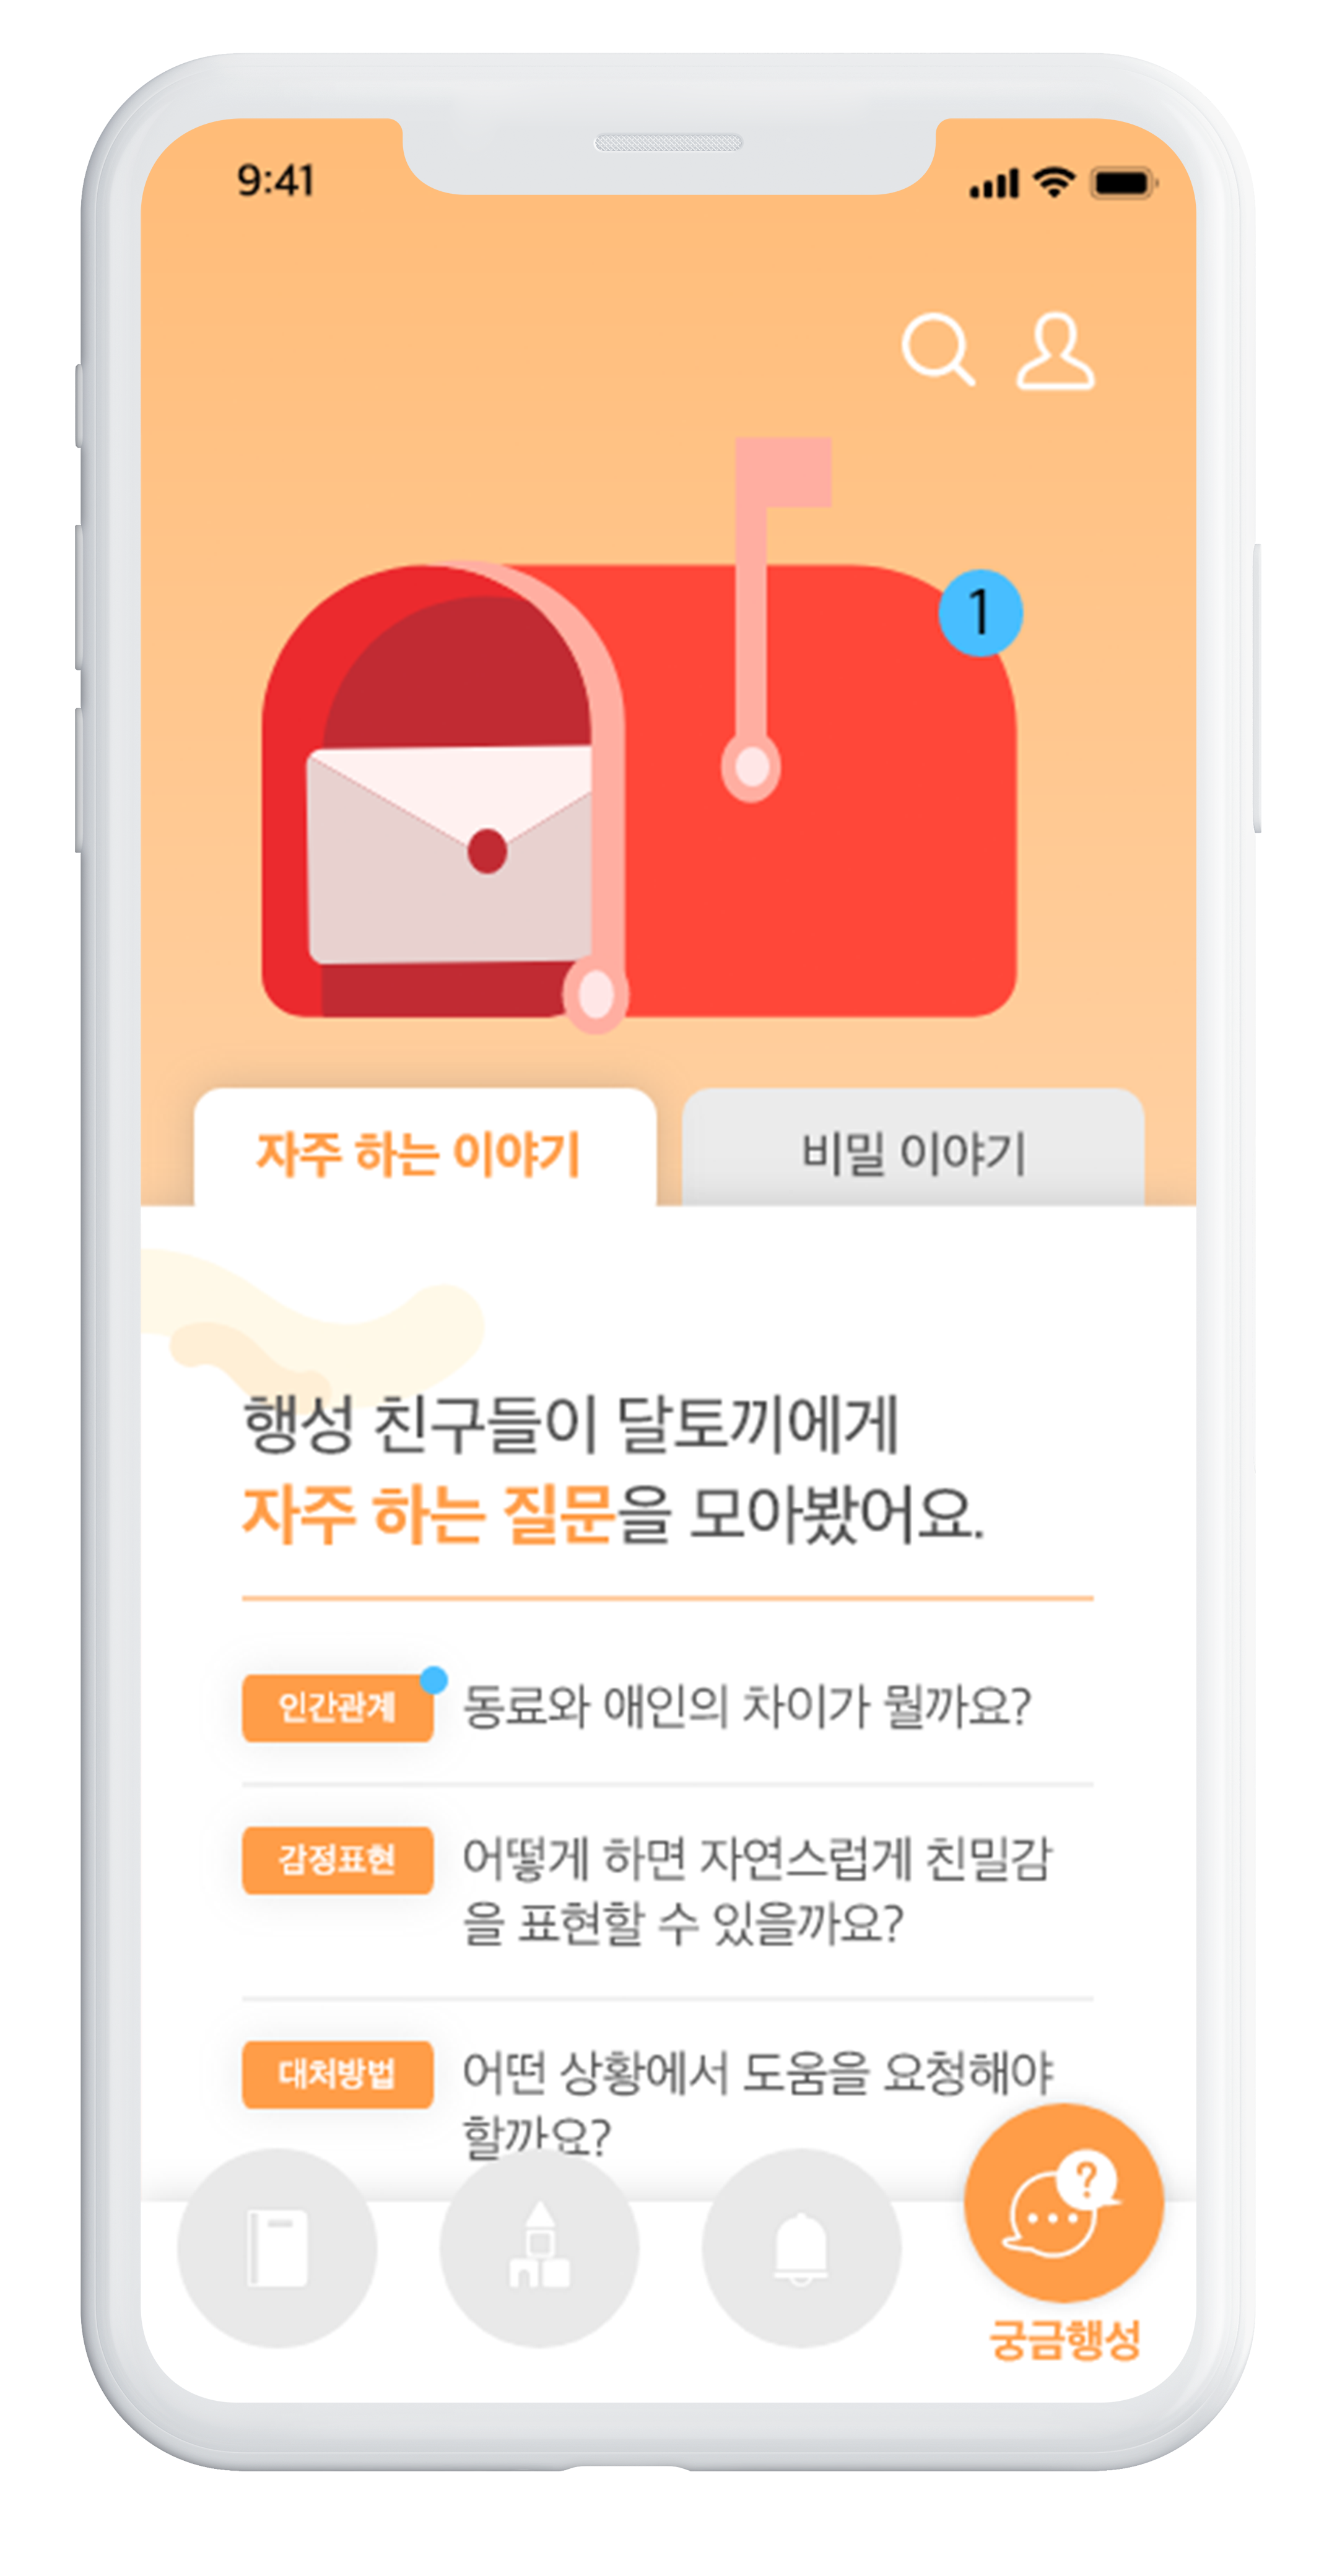 9:41
1
자주 하는 이야기
비밀 이야기
행성 친구들이 달토끼에게
자주 하는 질문을 모아봤어요.
인간관계
동료와 애인의 차이가 뭘까요?
감정표현
어떻게 하면 자연스럽게 친밀감
을 표현할 수 있을까요?
대처방법
어떤 상황에서 도움을 요청해야
할까요?
?
궁금행성